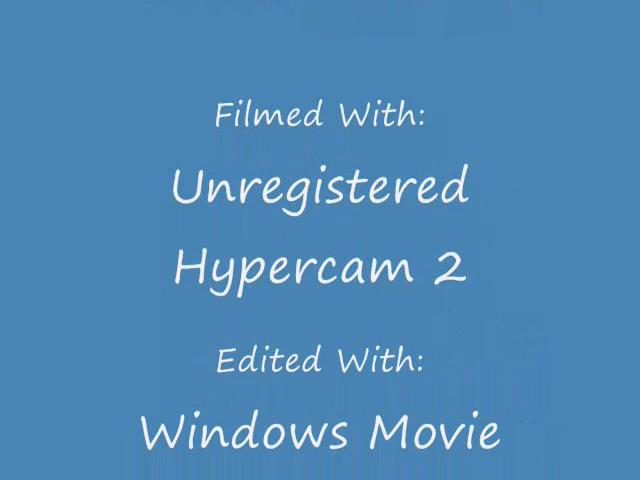 Filmed With:
Unregistered
Hypercam 2
Edited With:
Windows Movie